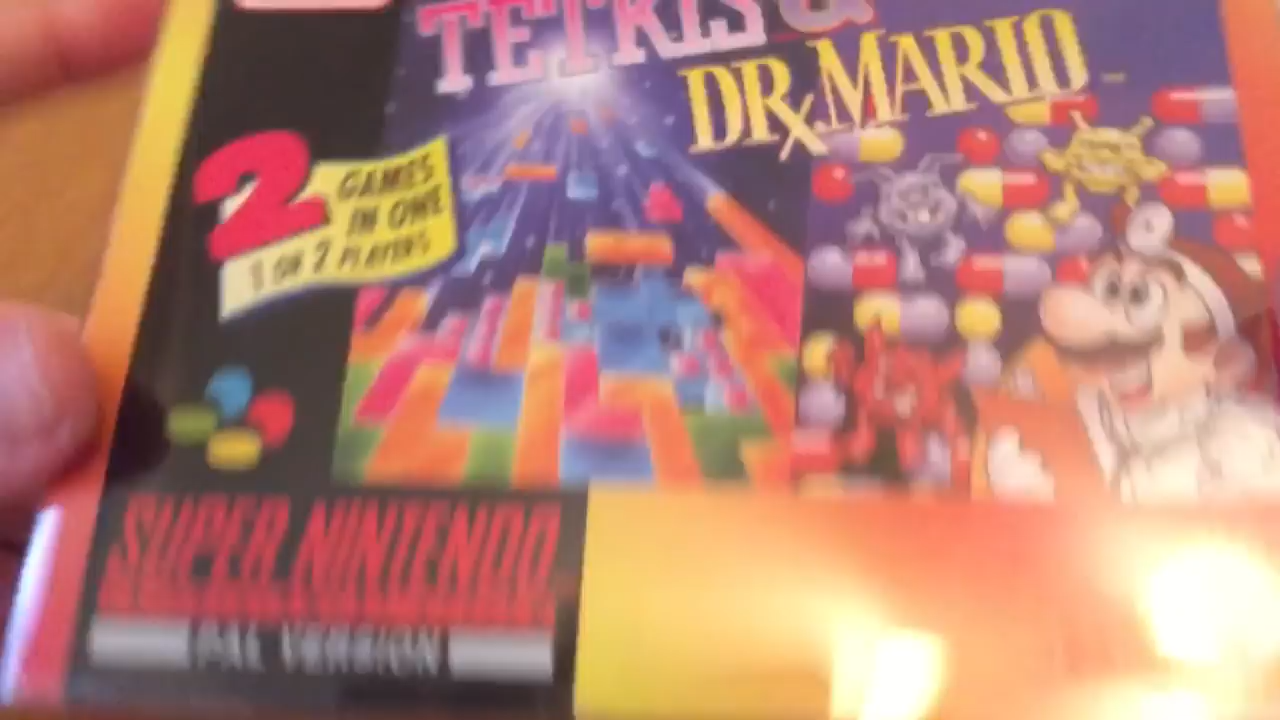 TETRIS &
DR. MARIO
2 GAMES
IN ONE
1 OR 2 PLAYERS
SUPER NINTENDO
PAL VERSION